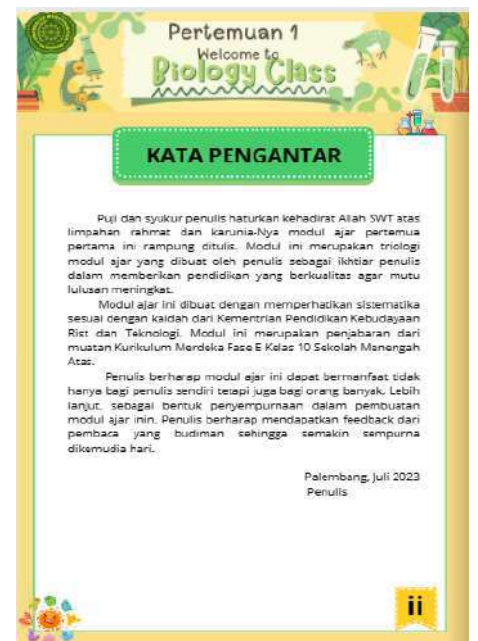 Pertemuan 1
Welcome to
Biology Class
KATA PENGANTAR
Puji dan syukur penulis haturkan kehadirat Allah SWT atas
limpahan rahmat dan karunia-Nya modul ajar pertemua
pertama ini rampung ditulis. Modul ini merupakan triologi
modul ajar yang dibuat oleh penulis sebagai ikhtiar penulis
dalam memberikan pendidikan yang berkualitas agar mutu
lulusan meningkat.
Modul ajar ini dibuat dengan memperhatikan sistematika
sesuai dengan kaidah dari Kementrian Pendidikan Kebudayaan
Rist dan Teknologi. Modul ini merupakan penjabaran dari
muatan Kurikulum Merdeka Fase E Kelas 10 Sekolah Menengah
Atas.
Penulis berharap modul ajar ini dapat bermanfaat tidak
hanya bagi penulis sendiri tetapi juga bagi orang banyak. Lebih
lanjut, sebagai bentuk penyempurnaan dalam pembuatan
modul ajar inin. Penulis berharap mendapatkan feedback dari
pembaca yang budiman sehingga semakin sempurna
dikemudia hari.
Palembang, Juli 2023
Penulis
ii